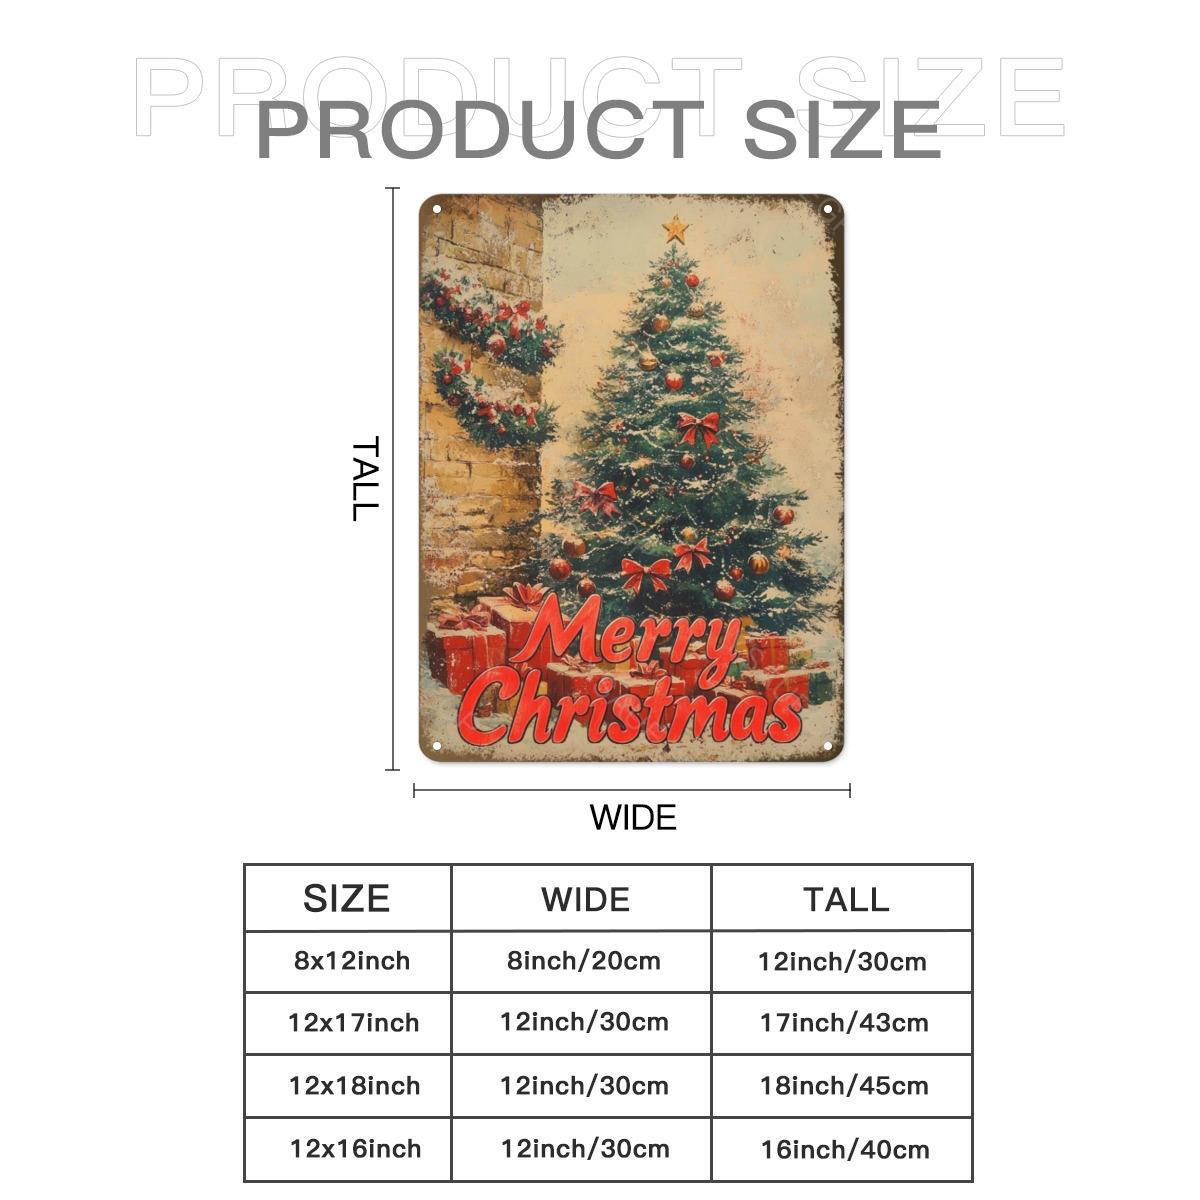 PRODUCT SIZE
PRODUCT SIZE
TALL
Merry
Christmas
WIDE
SIZE WIDE TALL
8x12inch 8inch/20cm 12inch/30cm
12x17inch 12inch/30cm 17inch/43cm
12x18inch 12inch/30cm 18inch/45cm
12x16inch 12inch/30cm 16inch/40cm